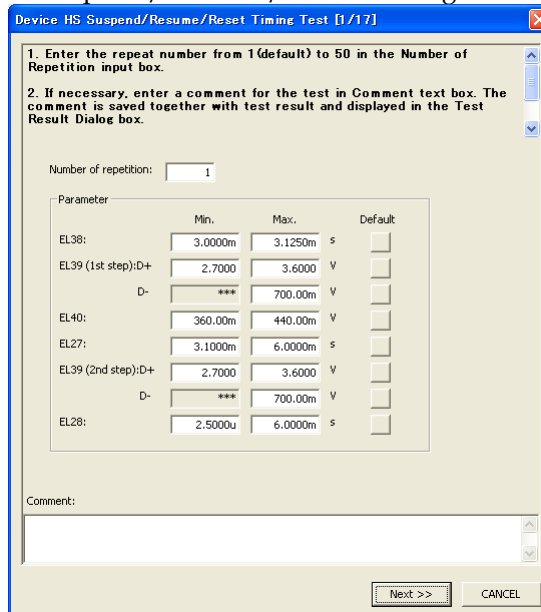 Device HS Suspend/Resume/Reset Timing Test [1/17]
1. Enter the repeat number from 1(default) to 50 in the Number of
Repetition input box.
2. If necessary, enter a comment for the test in Comment text box. The
comment is saved together with test result and displayed in the Test
Result Dialog box.
Number of repetition: 1
Parameter
Min. Max. Default
EL38: 3.0000m 3.1250m s
EL39 (1st step):D+ 2.7000 3.6000 V
D- *** 700.00m V
EL40: 360.00m 440.00m V
EL27: 3.1000m 6.0000m s
EL39 (2nd step):D+ 2.7000 3.6000 V
D- *** 700.00m V
EL28: 2.5000u 6.0000m s
Comment:
Next >> CANCEL